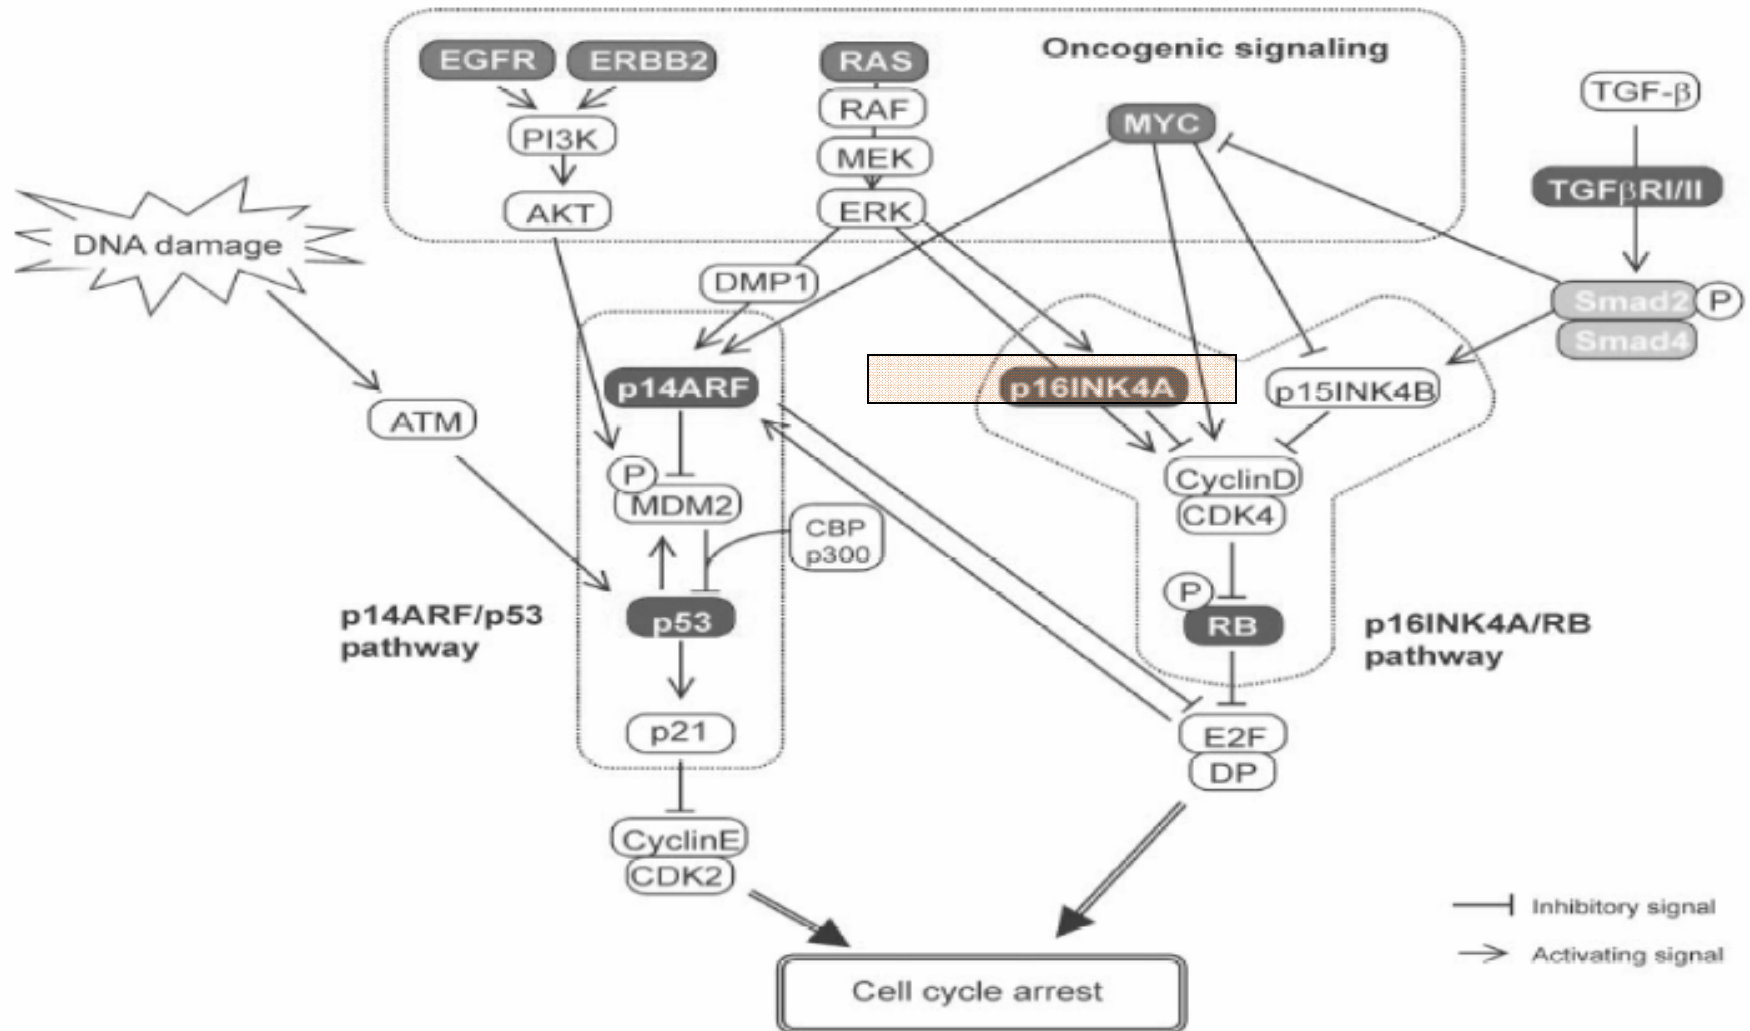 Oncogenic signaling
EGFR
ERBB2
RAS
TGF-β
RAF
MYC
PI3K
MEK
TGFβRI/II
AKT
ERK
DNA damage
DMP1
Smad2
P
Smad4
p14ARF
p16INK4A
p15INK4B
ATM
P
MDM2
CyclinD
CDK4
CBP
p300
P
p14ARF/p53
pathway
p53
RB
p16INK4A/RB
pathway
p21
E2F
DP
CyclinE
CDK2
Inhibitory signal
Activating signal
Cell cycle arrest